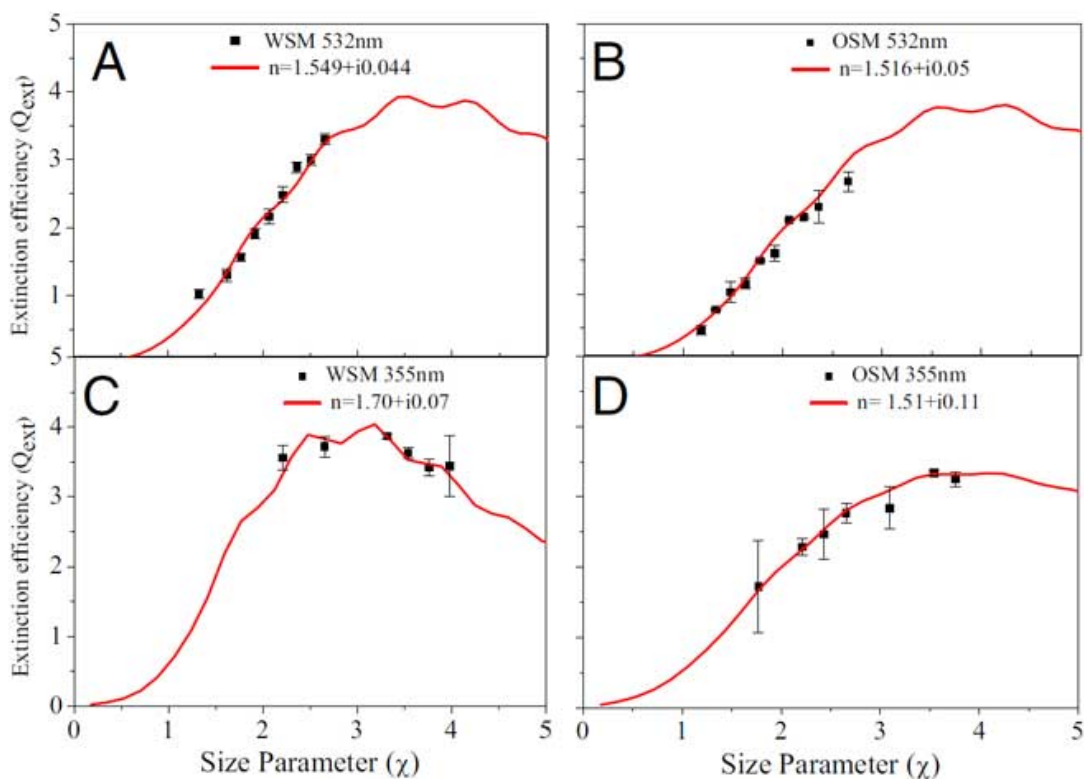 A
WSM 532nm
n=1.549+i0.044
Extinction efficiency (Qext)
5
4
3
2
1
B
OSM 532nm
n=1.516+i0.05
C
WSM 355nm
n=1.70+i0.07
Extinction efficiency (Qext)
5
4
3
2
1
0
D
OSM 355nm
n= 1.51+i0.11
0 1 2 3 4 5
Size Parameter (χ)
0 1 2 3 4 5
Size Parameter (χ)